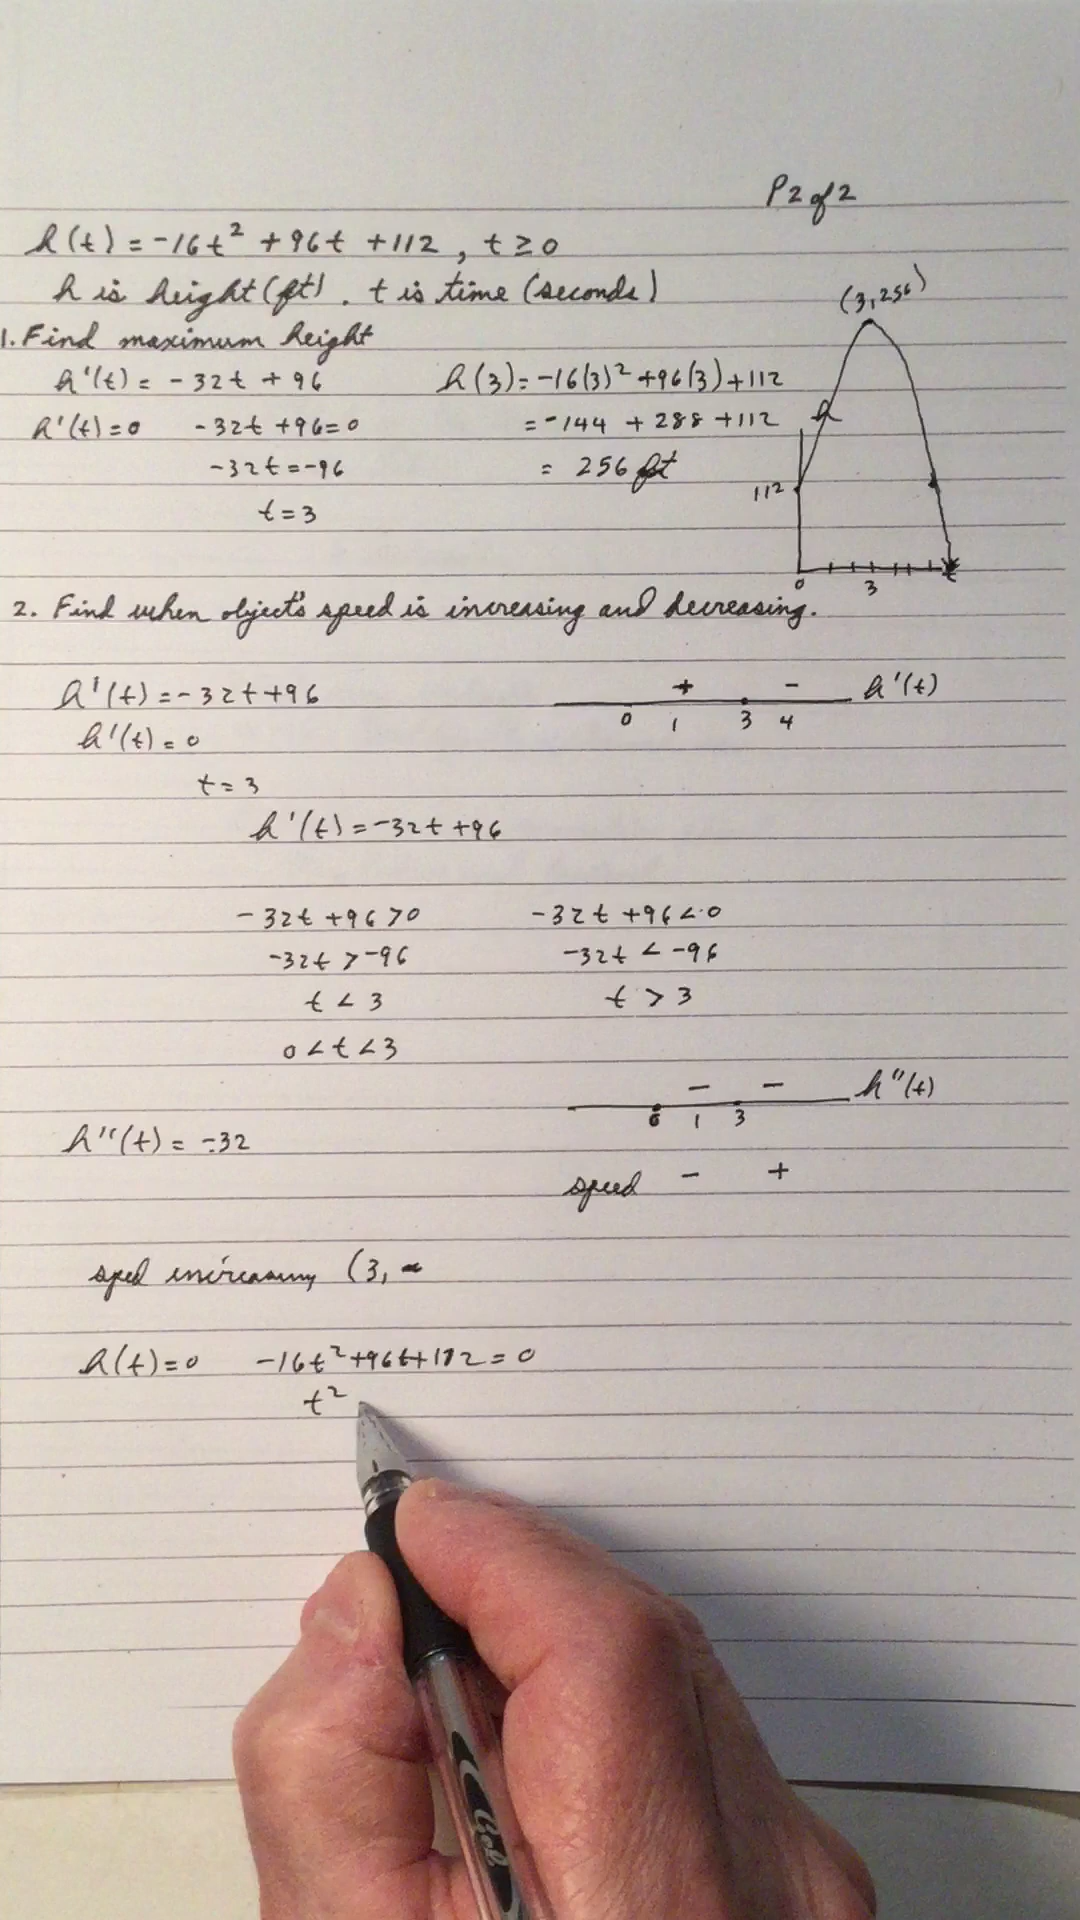 P2 of 2
h(t) = -16t² + 96t + 112, t ≥ 0
h is height (ft). t is time (seconds)
(3, 256)
1. Find maximum height
h'(t) = -32t + 96
h(3) = -16(3)² + 96(3) + 112
h'(t) = 0 -32t + 96 = 0
= -144 + 288 + 112
h
-32t = -96
= 256 ft
112
t = 3
0 3 t
2. Find when object's speed is increasing and decreasing.
h'(t) = -32t + 96
+ - h'(t)
0 1 3 4
h'(t) = 0
t = 3
h'(t) = -32t + 96
-32t + 96 > 0 -32t + 96 < 0
-32t > -96 -32t < -96
t < 3 t > 3
0 < t < 3
- - h"(t)
0 1 3
h"(t) = -32
speed - +
sped increasing (3,
h(t) = 0 -16t² + 96t + 112 = 0
t²
Gel